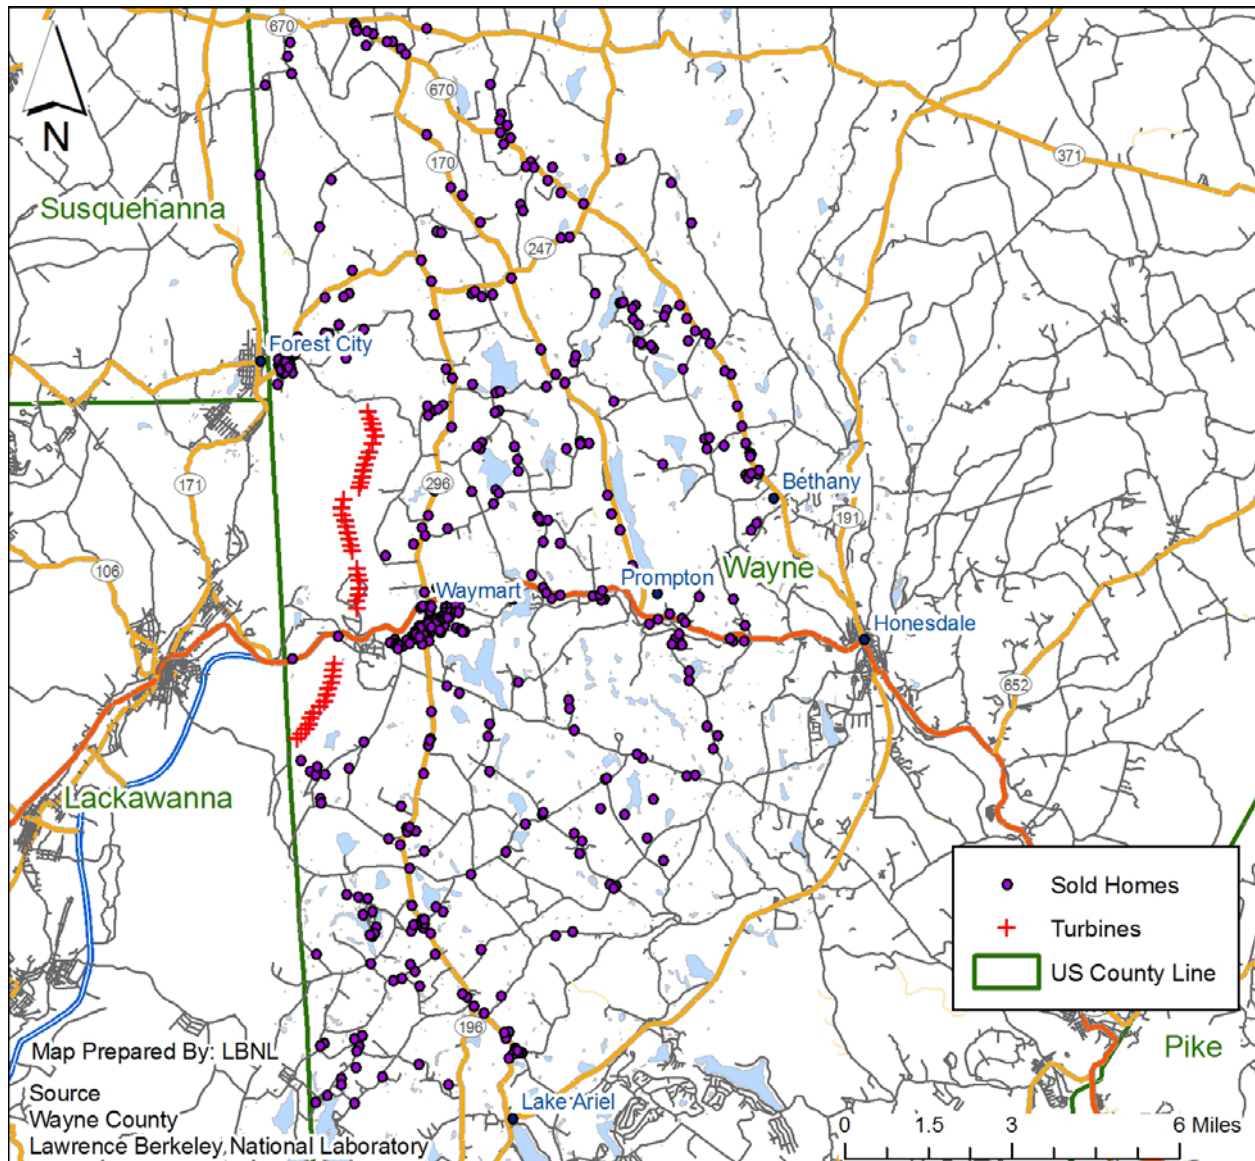 670
N
670
371
170
Susquehanna
247
Forest City
171
296
Bethany
191
106
Waymart
Prompton
Wayne
Honesdale
652
Lackawanna
Sold Homes
Turbines
US County Line
196
Pike
Map Prepared By: LBNL
Source
Wayne County
Lawrence Berkeley National Laboratory
Lake Ariel
0 1.5 3 6 Miles